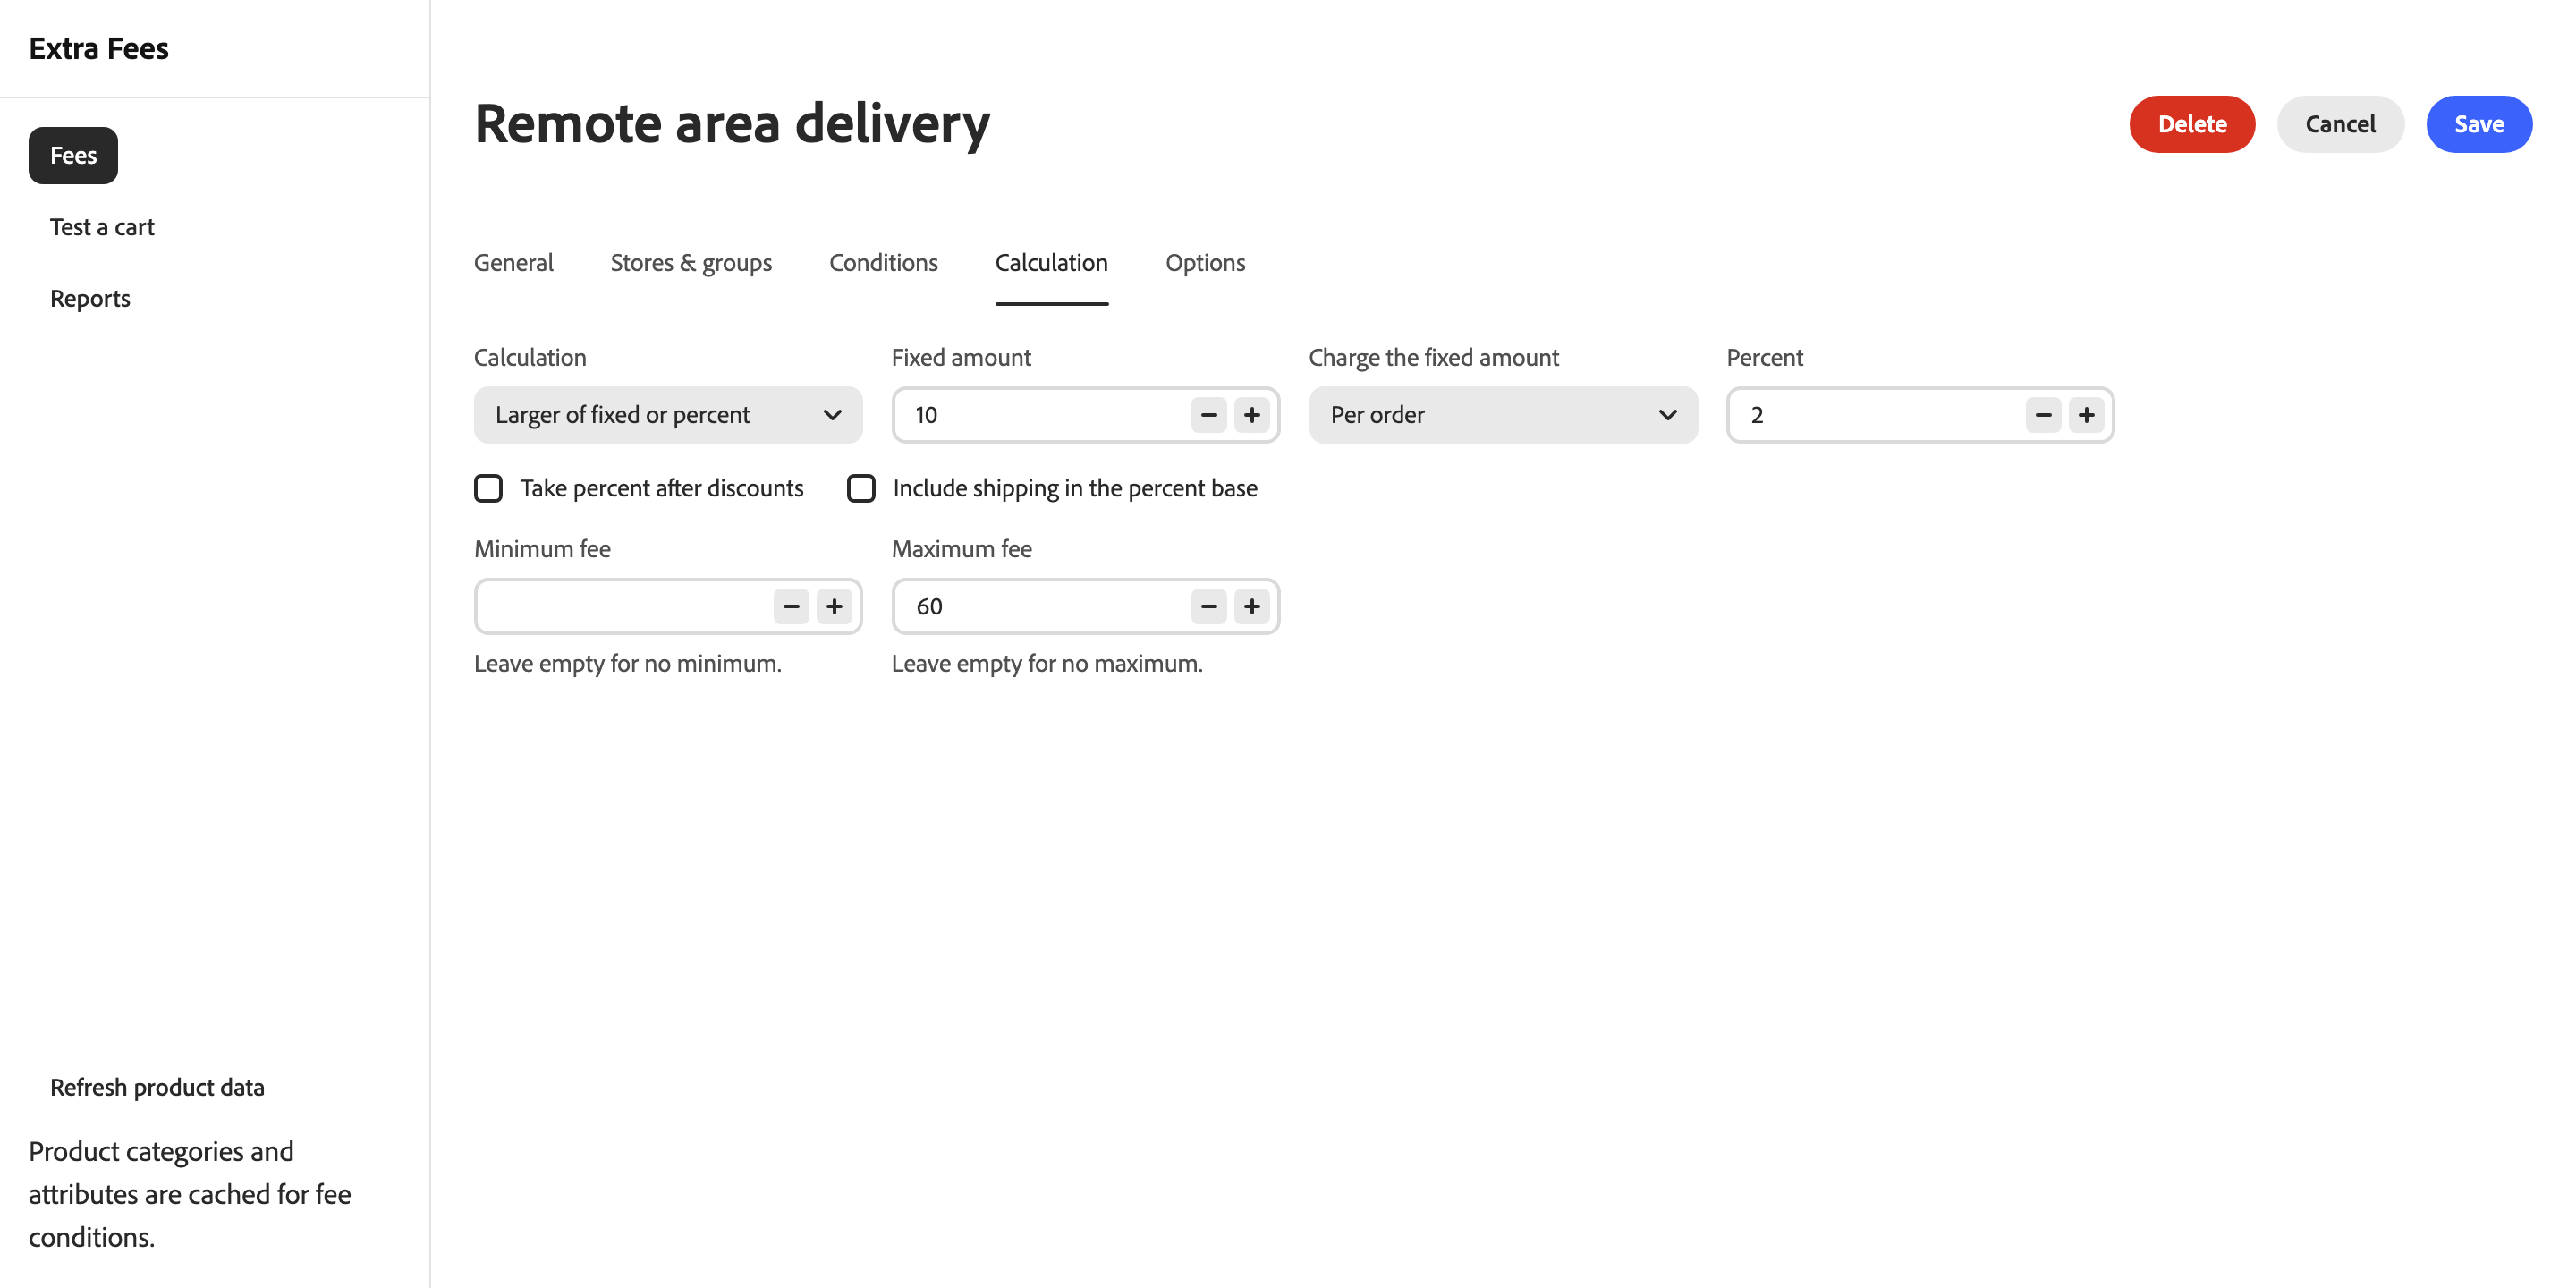 Extra Fees
Fees
Test a cart
Reports
Refresh product data
Product categories and
attributes are cached for fee
conditions.
Remote area delivery
Delete
Cancel
Save
General
Stores & groups
Conditions
Calculation
Options
Calculation
Fixed amount
Charge the fixed amount
Percent
Larger of fixed or percent
10
Per order
2
Take percent after discounts
Include shipping in the percent base
Minimum fee
Maximum fee
60
Leave empty for no minimum.
Leave empty for no maximum.